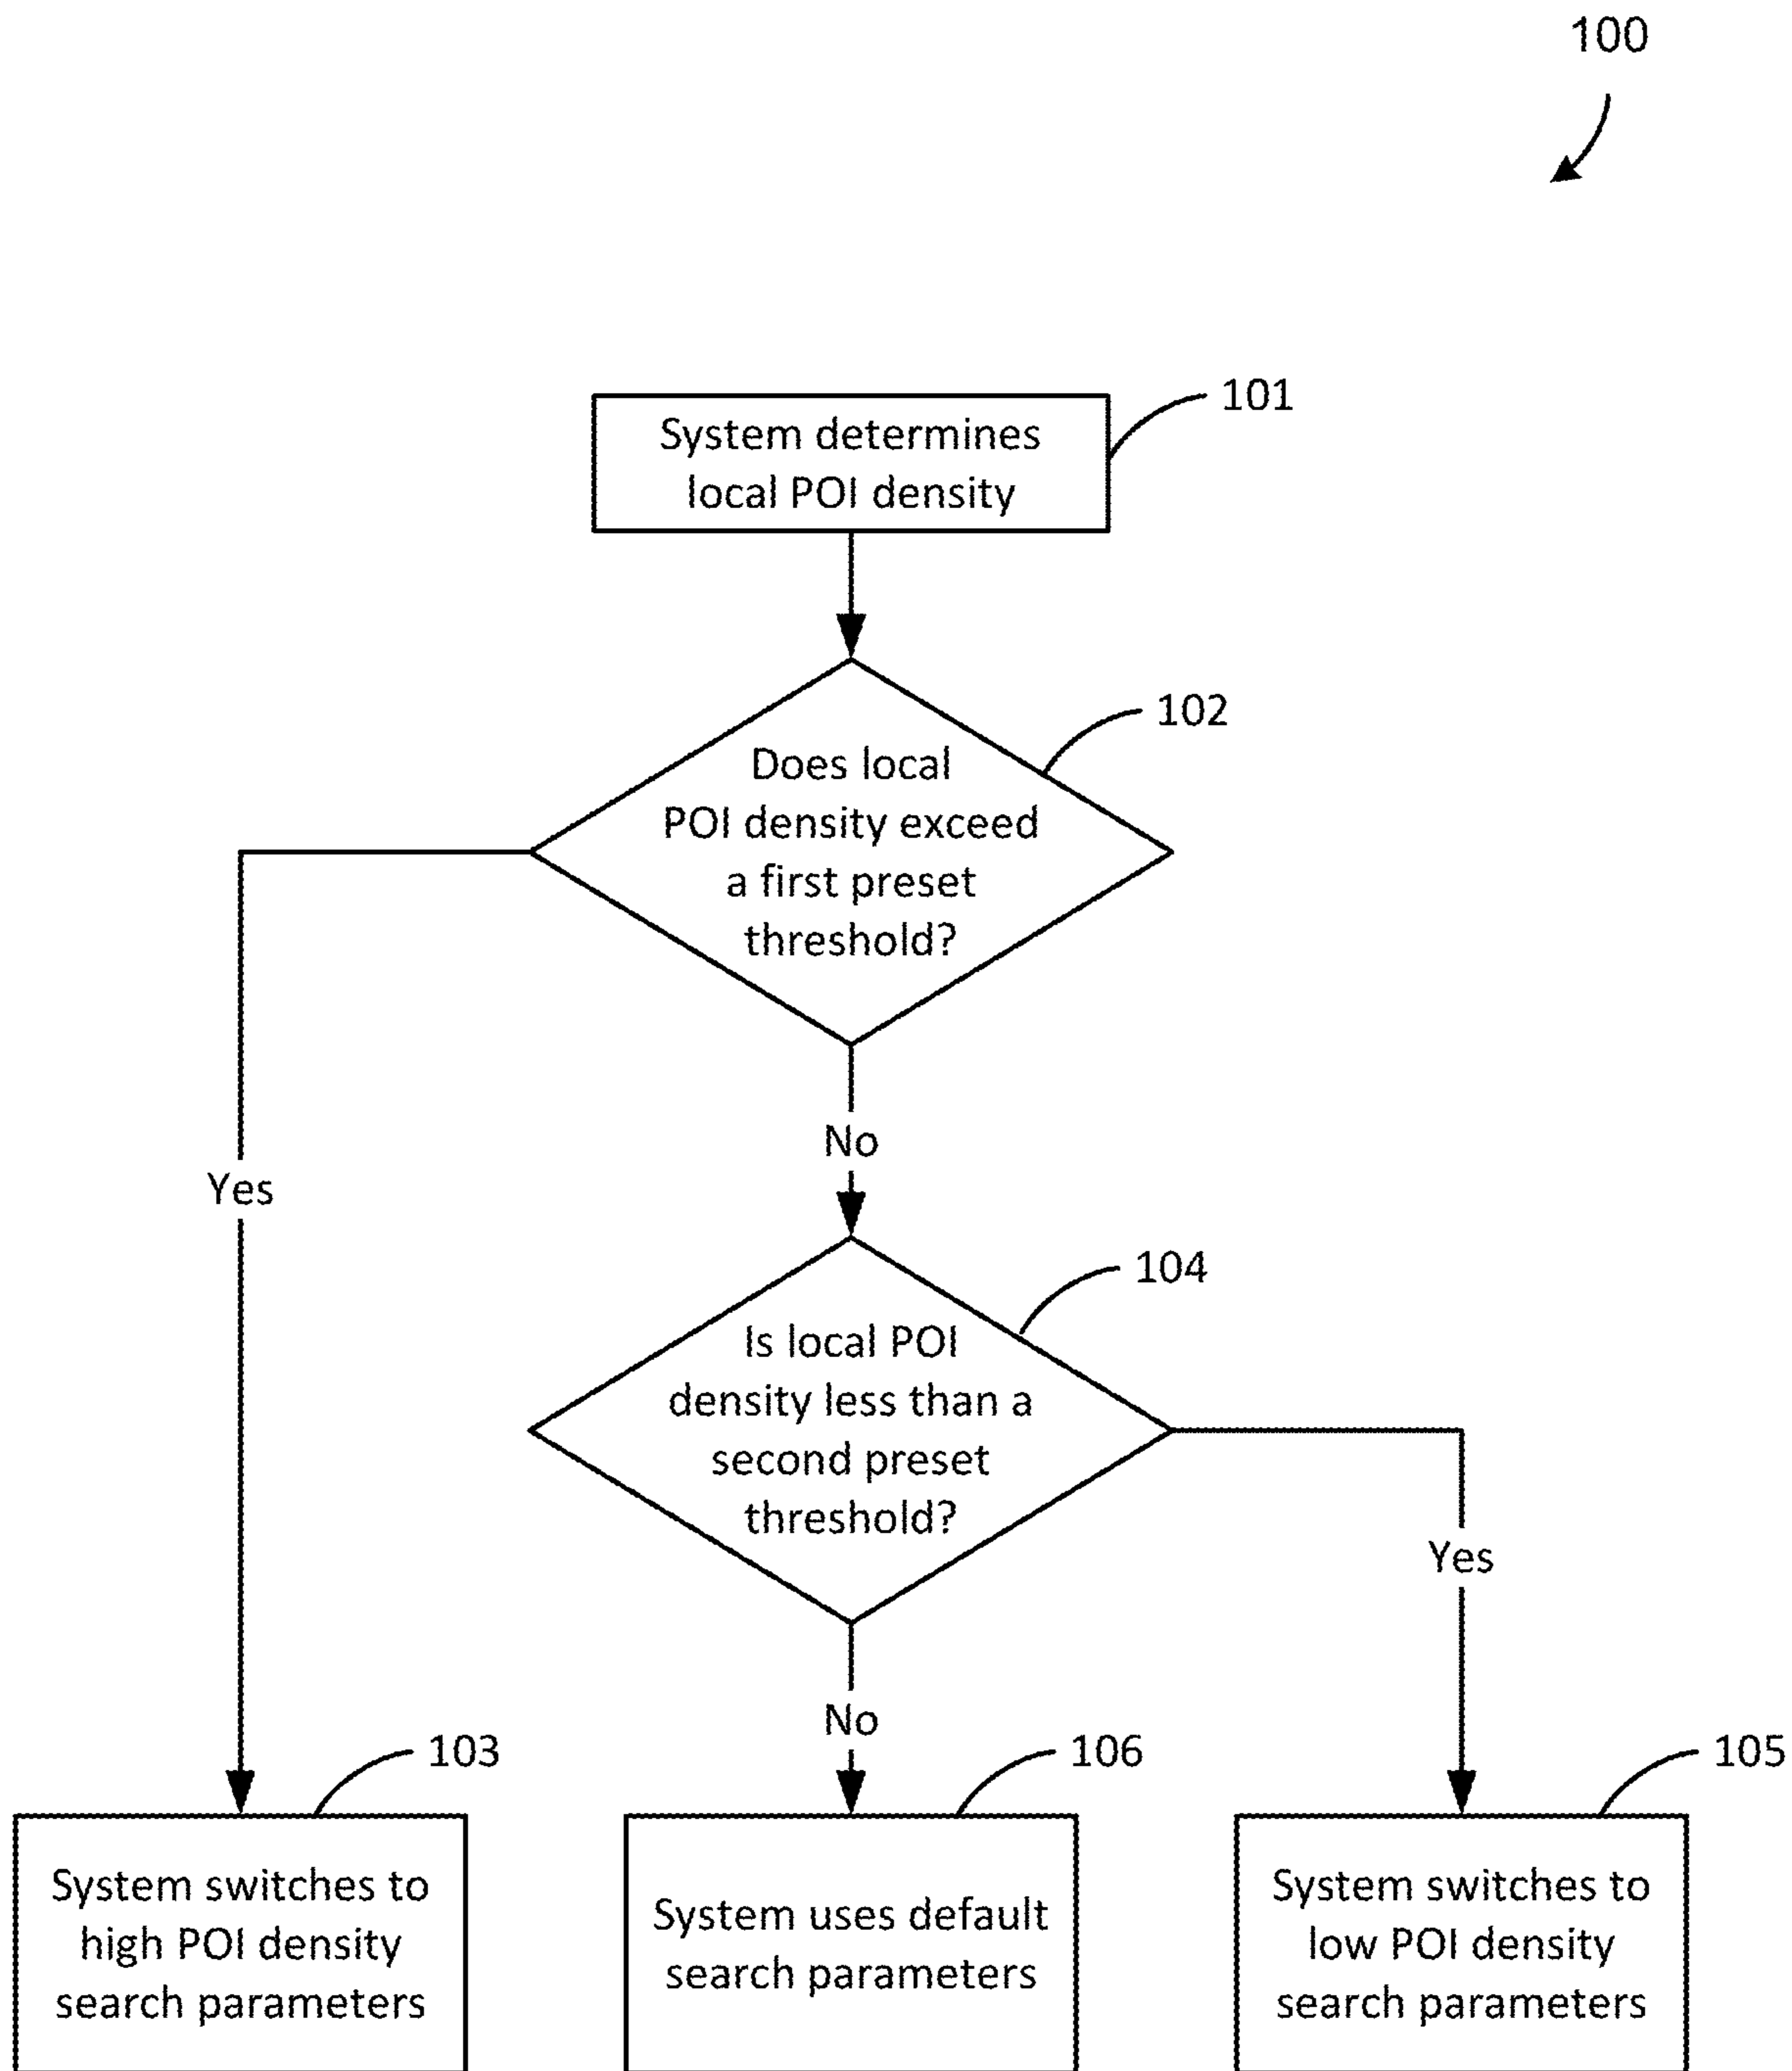 100
101
System determines
local POI density
102
Does local
POI density exceed
a first preset
threshold?
No
Yes
104
Is local POI
density less than a
second preset
threshold?
Yes
No
103
106
105
System switches to
high POI density
search parameters
System uses default
search parameters
System switches to
low POI density
search parameters